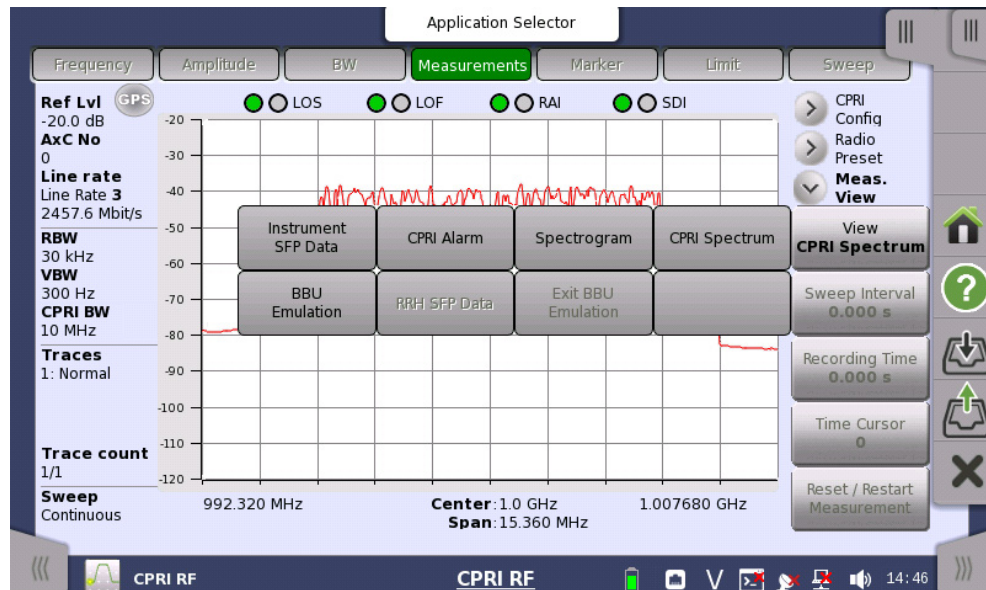 Application Selector
Frequency
Amplitude
BW
Measurements
Marker
Limit
Sweep
Ref Lvl
GPS
-20.0 dB
AxC No
0
Line rate
Line Rate 3
2457.6 Mbit/s
RBW
30 kHz
VBW
300 Hz
CPRI BW
10 MHz
Traces
1: Normal
Trace count
1/1
Sweep
Continuous
LOS
LOF
RAI
SDI
-20
-30
-40
-50
-60
-70
-80
-90
-100
-110
-120
Instrument
SFP Data
CPRI Alarm
Spectrogram
CPRI Spectrum
BBU
Emulation
RRH SFP Data
Exit BBU
Emulation
992.320 MHz
Center:1.0 GHz
1.007680 GHz
Span:15.360 MHz
CPRI
Config
Radio
Preset
Meas.
View
View
CPRI Spectrum
Sweep Interval
0.000 s
Recording Time
0.000 s
Time Cursor
0
Reset / Restart
Measurement
CPRI RF
CPRI RF
V
14:46